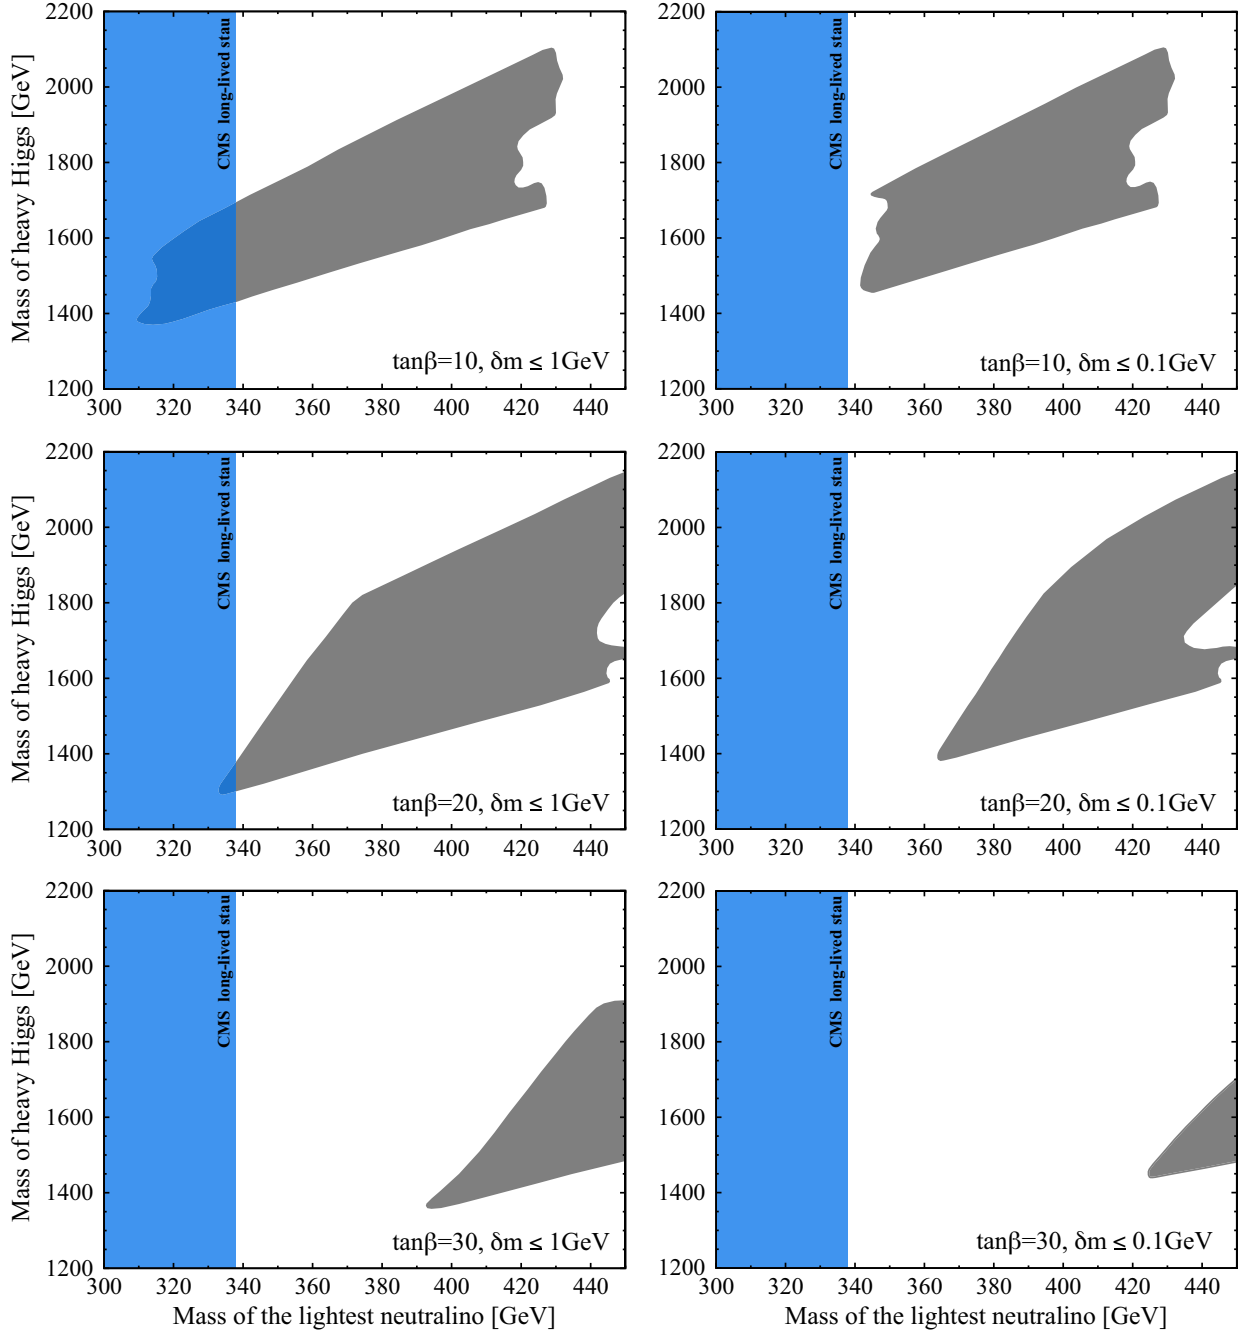 2200
2000
1800
1600
1400
1200
Mass of heavy Higgs [GeV]
CMS long-lived stau
tanβ=10, δm ≤ 1GeV
300 320 340 360 380 400 420 440
2200
2000
1800
1600
1400
1200
CMS long-lived stau
tanβ=10, δm ≤ 0.1GeV
300 320 340 360 380 400 420 440
2200
2000
1800
1600
1400
1200
Mass of heavy Higgs [GeV]
CMS long-lived stau
tanβ=20, δm ≤ 1GeV
300 320 340 360 380 400 420 440
2200
2000
1800
1600
1400
1200
CMS long-lived stau
tanβ=20, δm ≤ 0.1GeV
300 320 340 360 380 400 420 440
2200
2000
1800
1600
1400
1200
Mass of heavy Higgs [GeV]
CMS long-lived stau
tanβ=30, δm ≤ 1GeV
300 320 340 360 380 400 420 440
Mass of the lightest neutralino [GeV]
2200
2000
1800
1600
1400
1200
CMS long-lived stau
tanβ=30, δm ≤ 0.1GeV
300 320 340 360 380 400 420 440
Mass of the lightest neutralino [GeV]